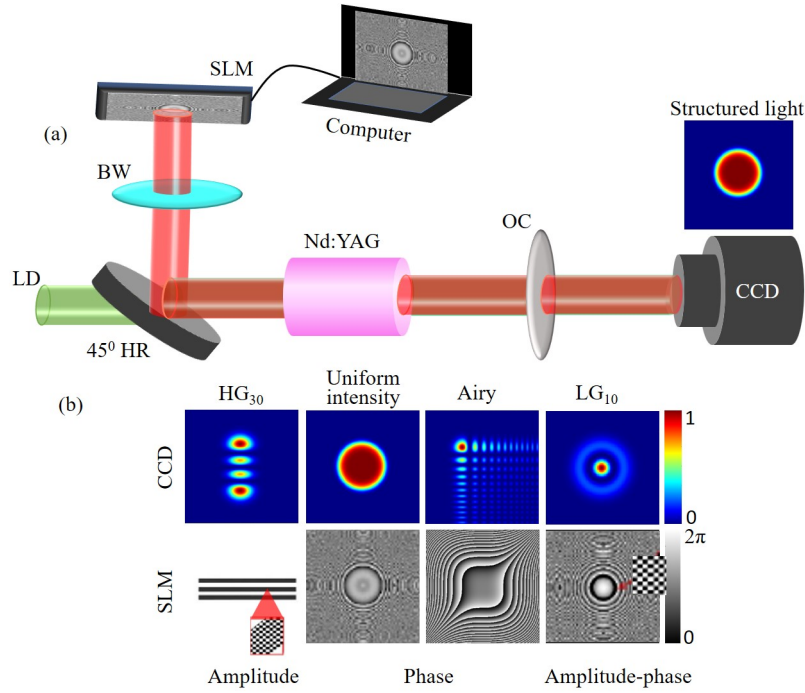 SLM
(a)
Computer
Structured light
BW
OC
Nd:YAG
LD
CCD
45⁰ HR
(b)
HG₃₀
Uniform
intensity
Airy
LG₁₀
CCD
1
0
SLM
2π
0
Amplitude
Phase
Amplitude-phase